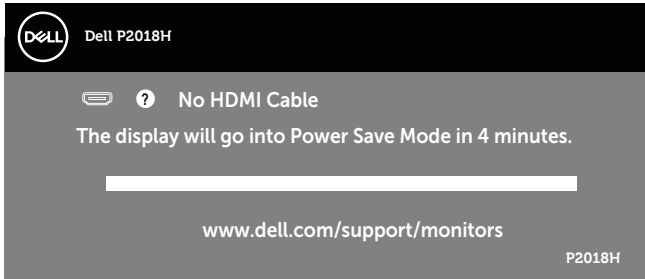 DELL
Dell P2018H
? No HDMI Cable
The display will go into Power Save Mode in 4 minutes.
www.dell.com/support/monitors
P2018H